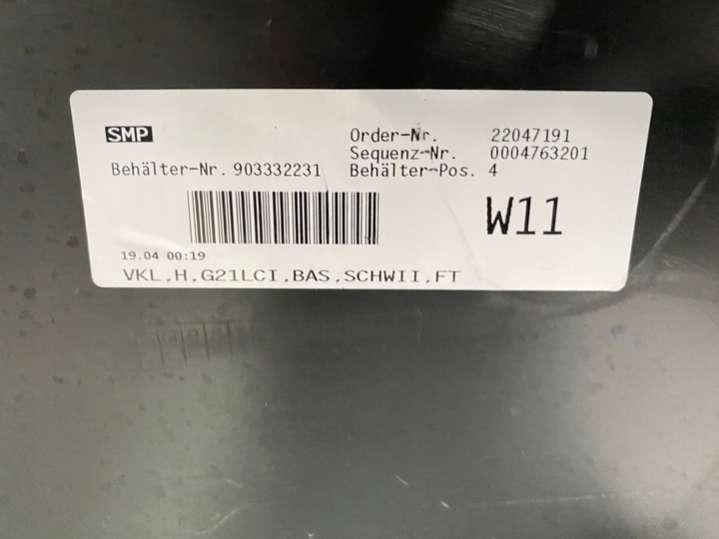 SMP
Order-Nr. 22047191
Sequenz-Nr. 0004763201
Behälter-Nr. 903332231 Behälter-Pos. 4
W11
19.04 00:19
VKL,H,G21LCI,BAS,SCHWII,FT